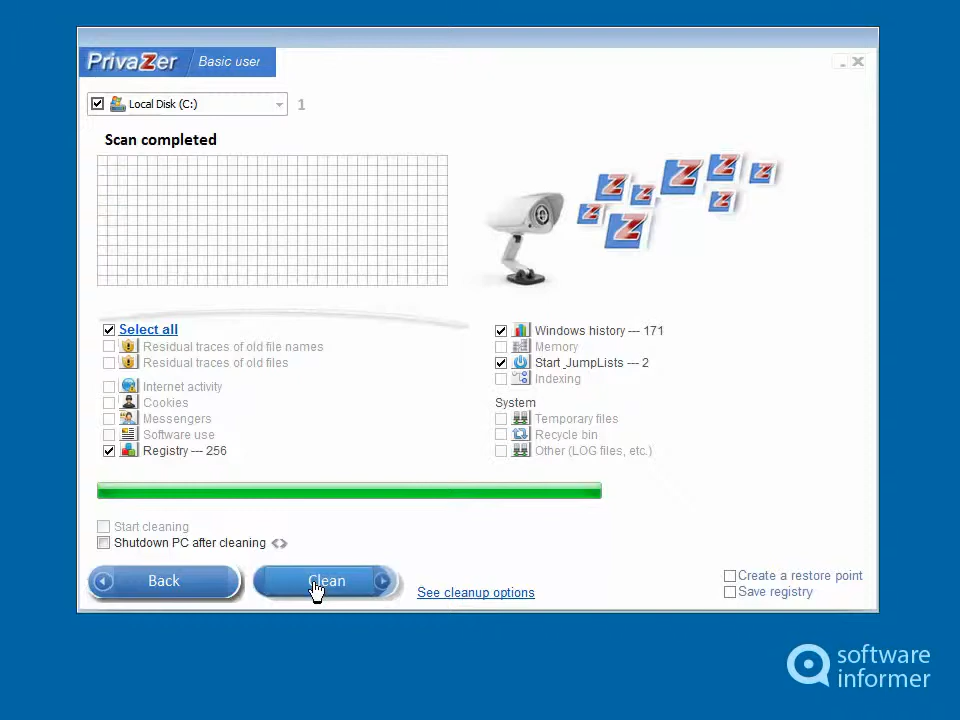 PrivaZer Basic user
Local Disk (C:) 1
Scan completed
Select all
Residual traces of old file names
Residual traces of old files
Internet activity
Cookies
Messengers
Software use
Registry --- 256
Windows history --- 171
Memory
Start _JumpLists --- 2
Indexing
System
Temporary files
Recycle bin
Other (LOG files, etc.)
Start cleaning
Shutdown PC after cleaning
Back
Clean
See cleanup options
Create a restore point
Save registry
software
informer